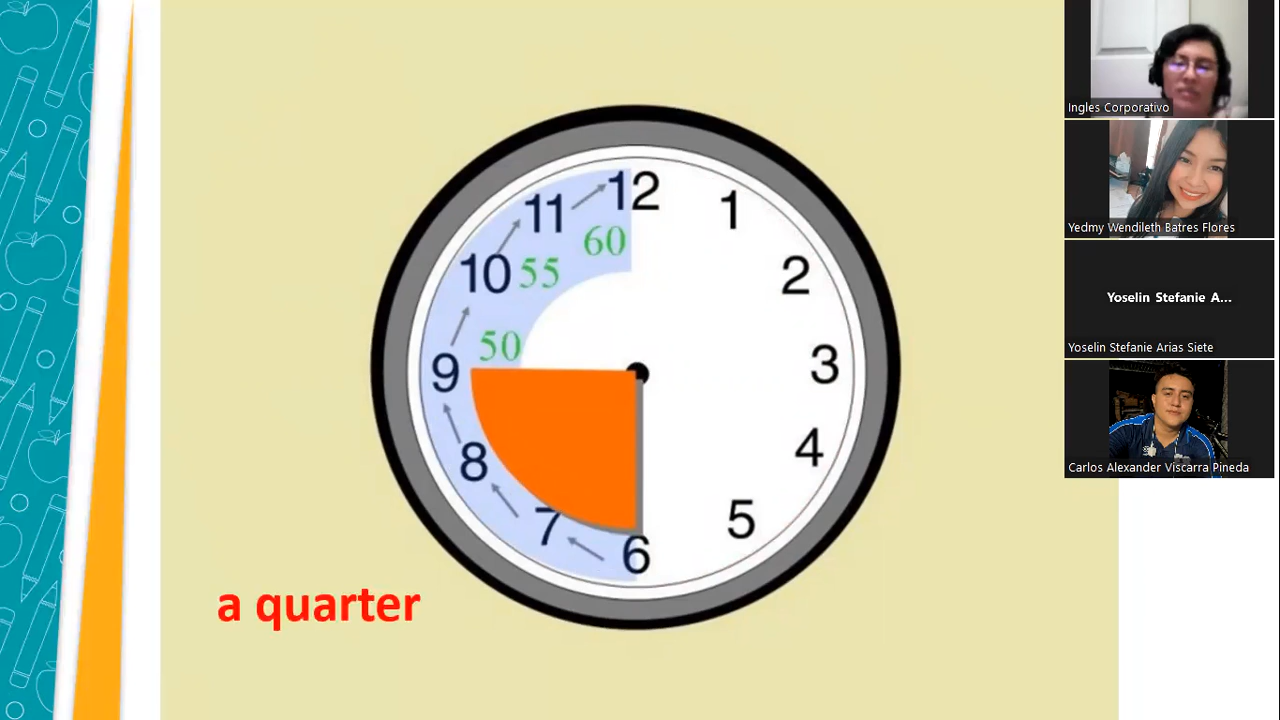 12
11
1
60
10
55
2
50
9
3
8
4
7
5
6
a quarter
Ingles Corporativo
Yedmy Wendileth Batres Flores
Yoselin Stefanie A...
Yoselin Stefanie Arias Siete
Carlos Alexander Viscarra Pineda